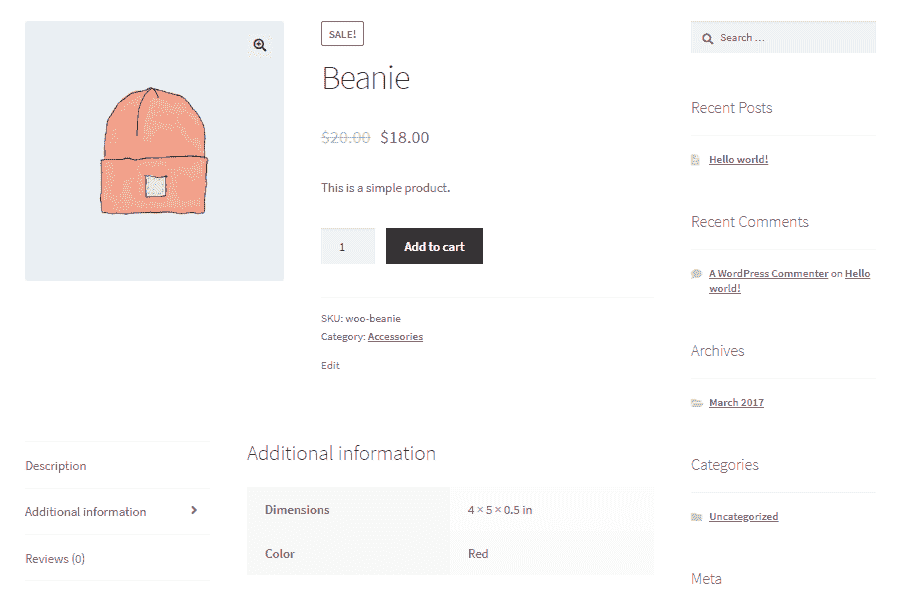 SALE!
Beanie
$20.00 $18.00
This is a simple product.
1
Add to cart
SKU: woo-beanie
Category: Accessories
Edit
Description
Additional information
Reviews (0)
Additional information
Dimensions 4 × 5 × 0.5 in
Color Red
Search …
Recent Posts
Hello world!
Recent Comments
A WordPress Commenter on Hello
world!
Archives
March 2017
Categories
Uncategorized
Meta